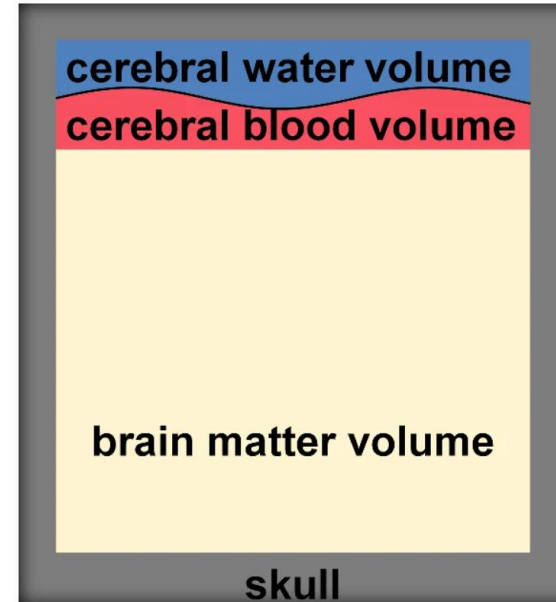 cerebral water volume
cerebral blood volume
brain matter volume
skull